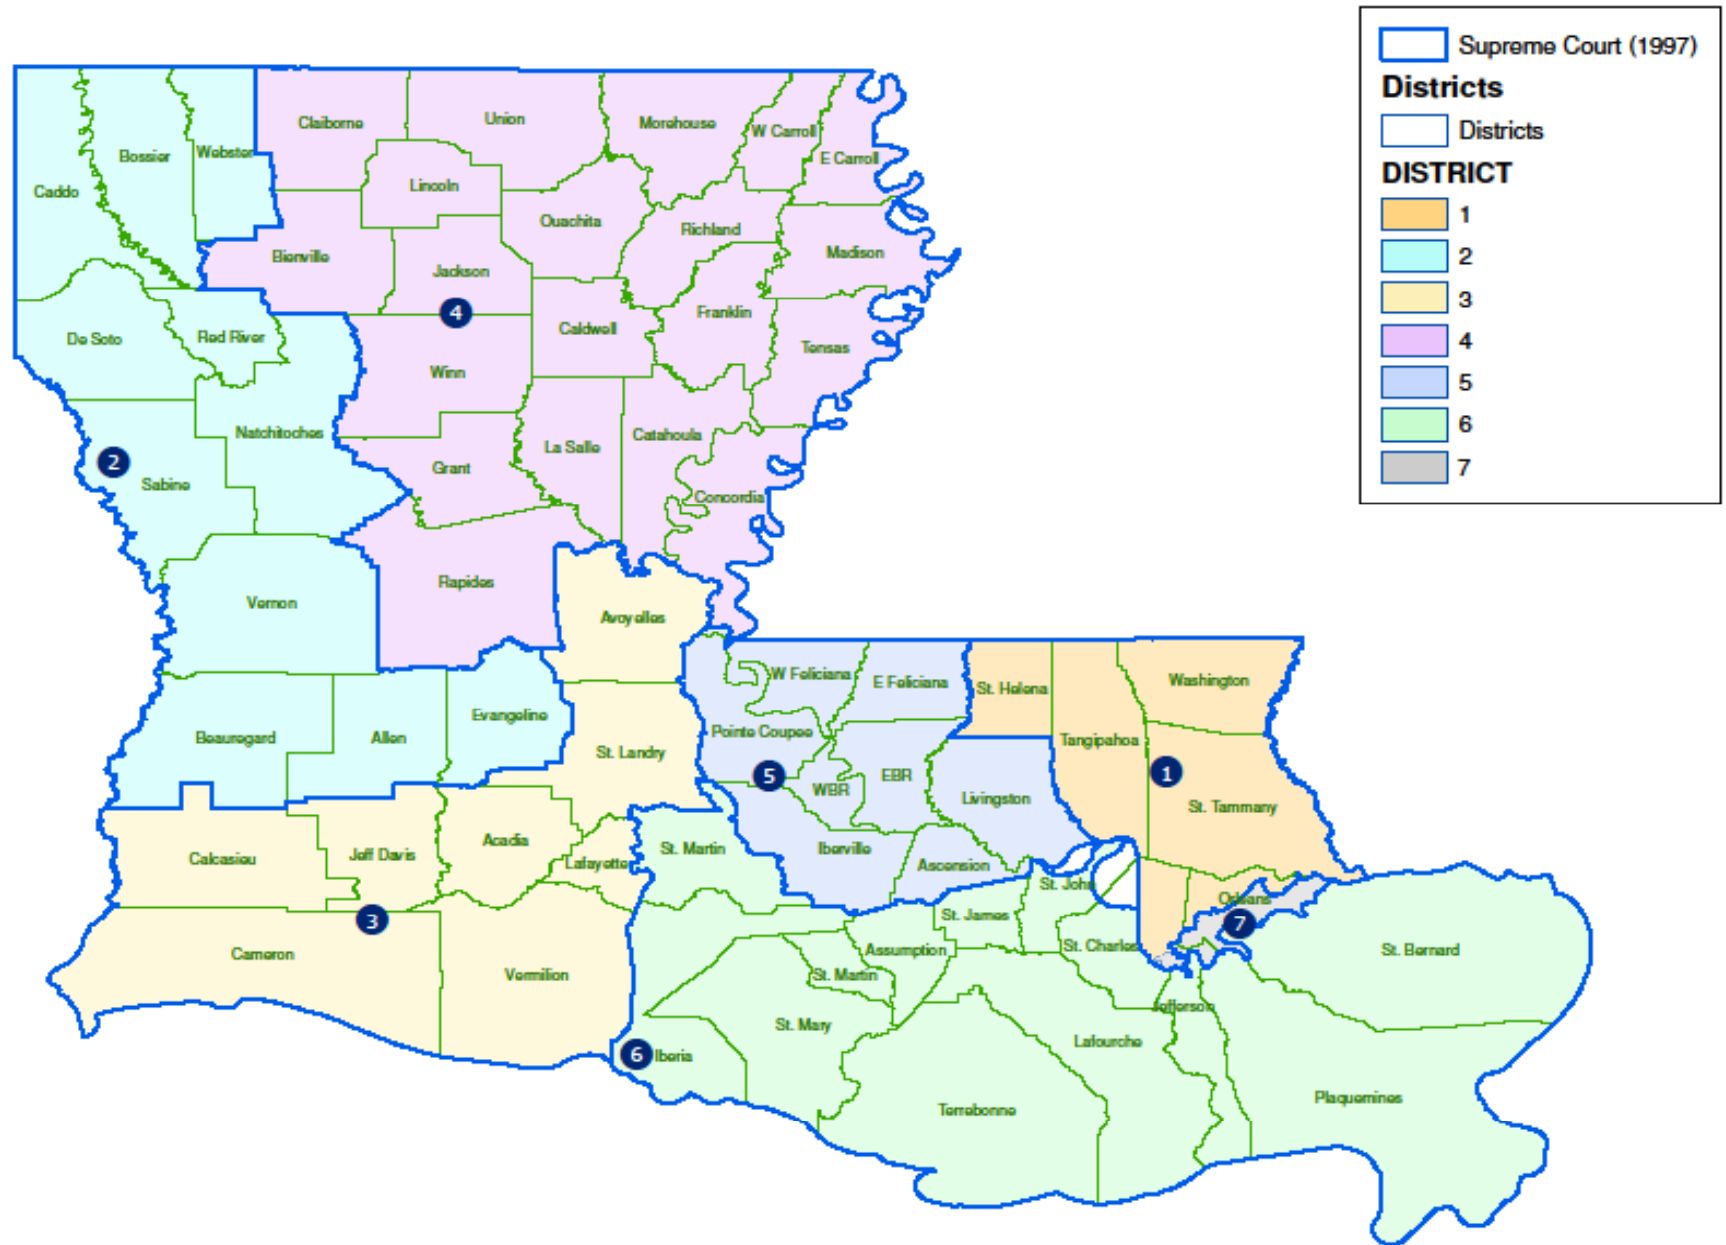 Supreme Court (1997)
Districts
Districts
DISTRICT
1
2
3
4
5
6
7
Claiborne
Union
Morehouse
W Carroll
E Carroll
Bossier
Webster
Caddo
Lincoln
Ouachita
Richland
Madison
Bienville
Jackson
4
Franklin
Caldwell
De Soto
Red River
Tensas
Winn
Natchitoches
Catahoula
La Salle
2
Grant
Sabine
Concordia
Rapides
Vernon
Avoyelles
W Feliciana
E Feliciana
St. Helena
Washington
Evangeline
Beauregard
Allen
Pointe Coupee
Tangipahoa
St. Landry
5
EBR
1
WBR
Livingston
St. Tammany
Acadia
Calcasieu
Jeff Davis
Lafayette
St. Martin
Iberville
Ascension
St. John
Orleans
St. James
3
7
Cameron
Assumption
St. Charles
St. Bernard
Vermilion
St. Martin
Jefferson
St. Mary
Lafourche
6
Iberia
Terrebonne
Plaquemines